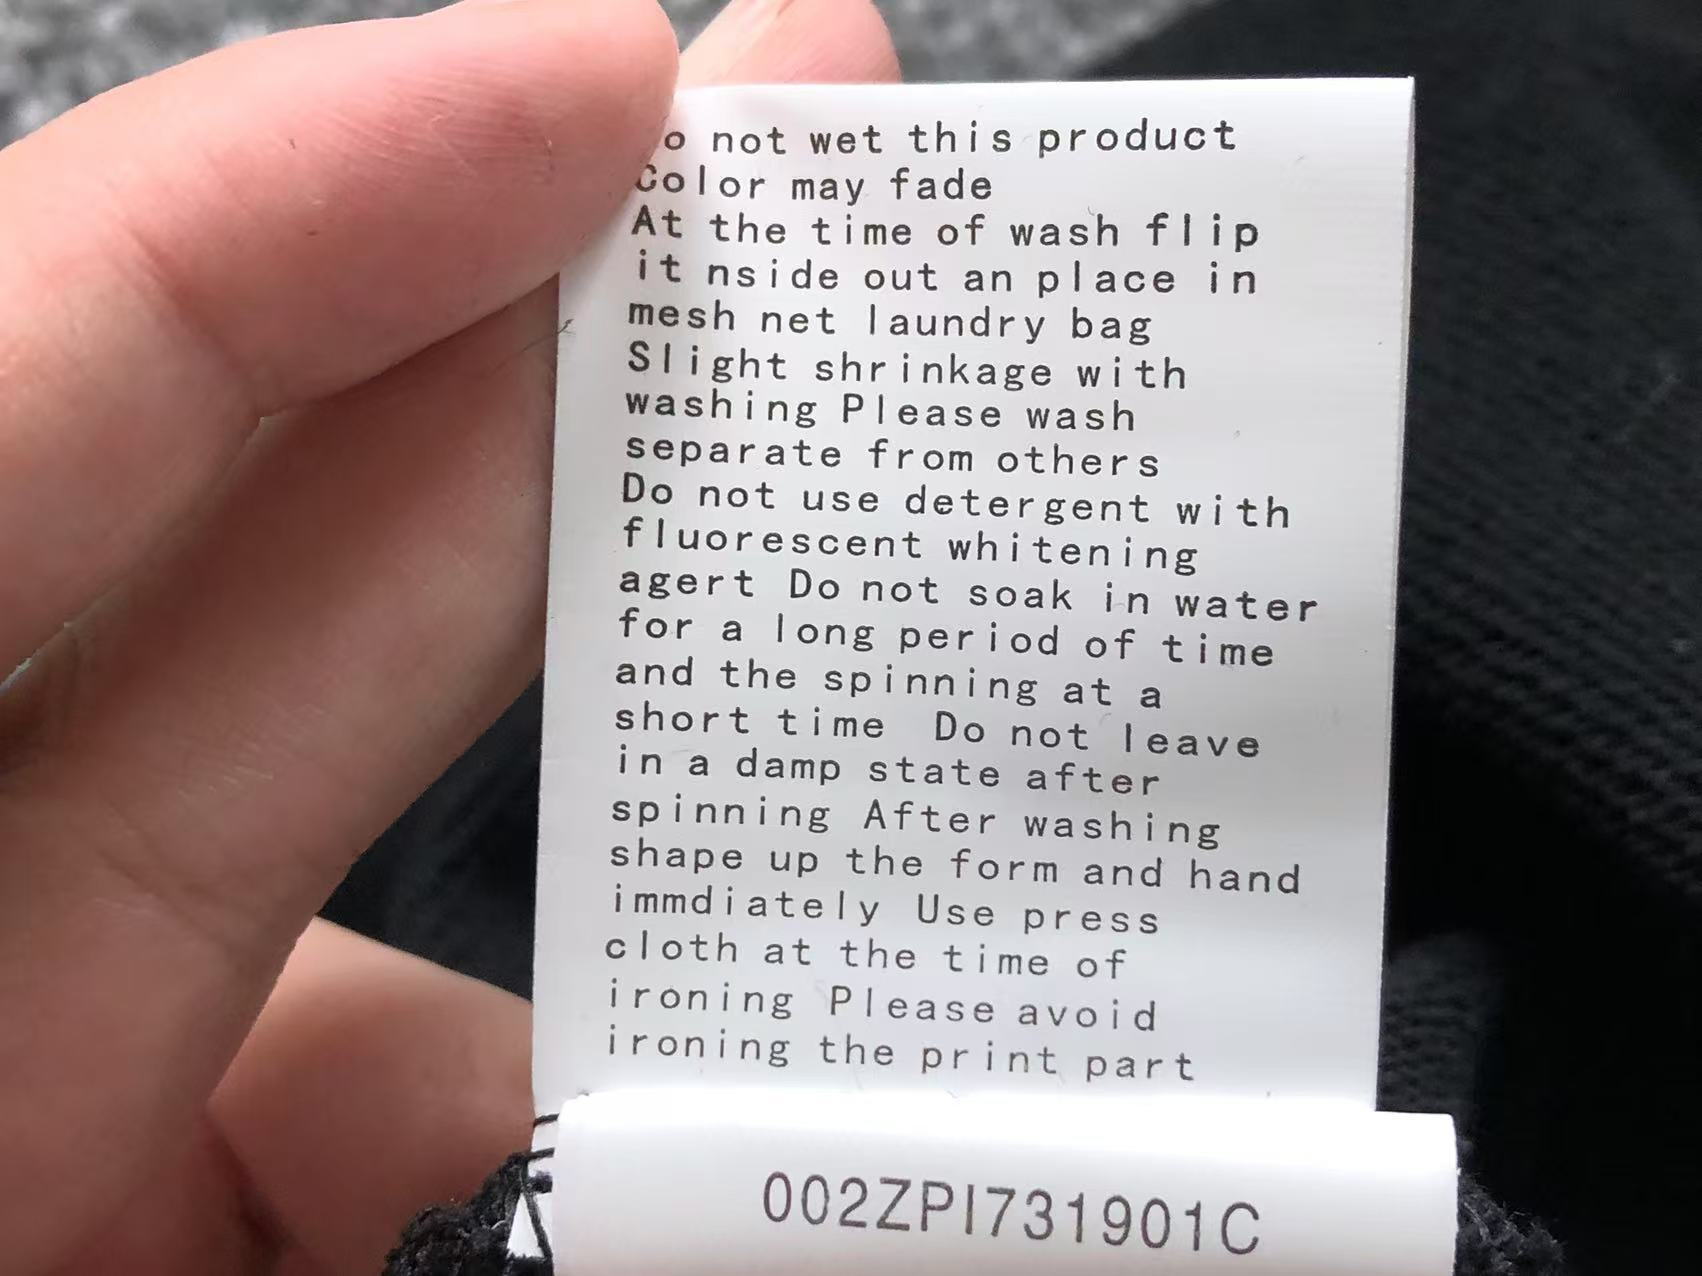 o not wet this product
Color may fade
At the time of wash flip
it nside out an place in
mesh net laundry bag
Slight shrinkage with
washing Please wash
separate from others
Do not use detergent with
fluorescent whitening
agert Do not soak in water
for a long period of time
and the spinning at a
short time Do not leave
in a damp state after
spinning After washing
shape up the form and hand
immdiately Use press
cloth at the time of
ironing Please avoid
ironing the print part
002ZPI731901C